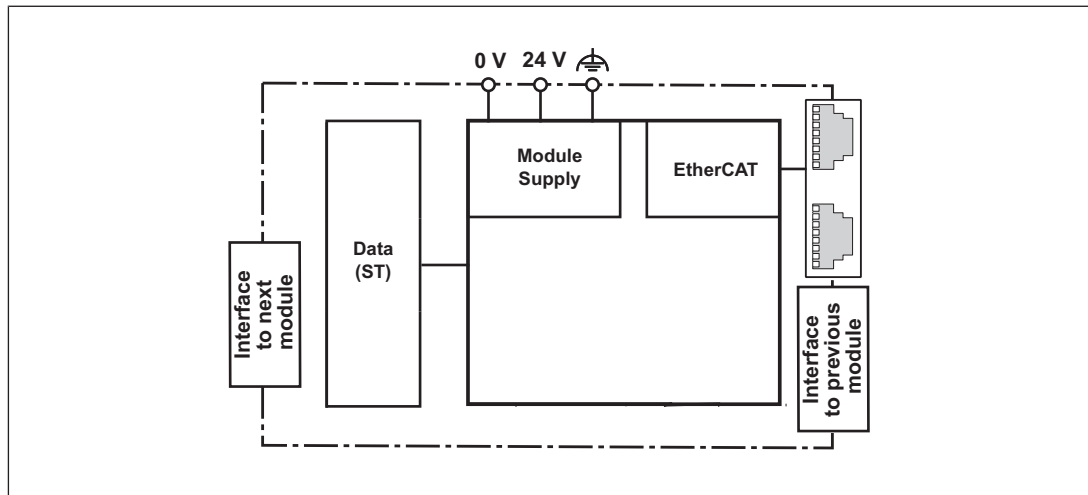 0 V 24 V
Module
Supply
EtherCAT
Data
(ST)
Interface
to next
module
Interface
to previous
module